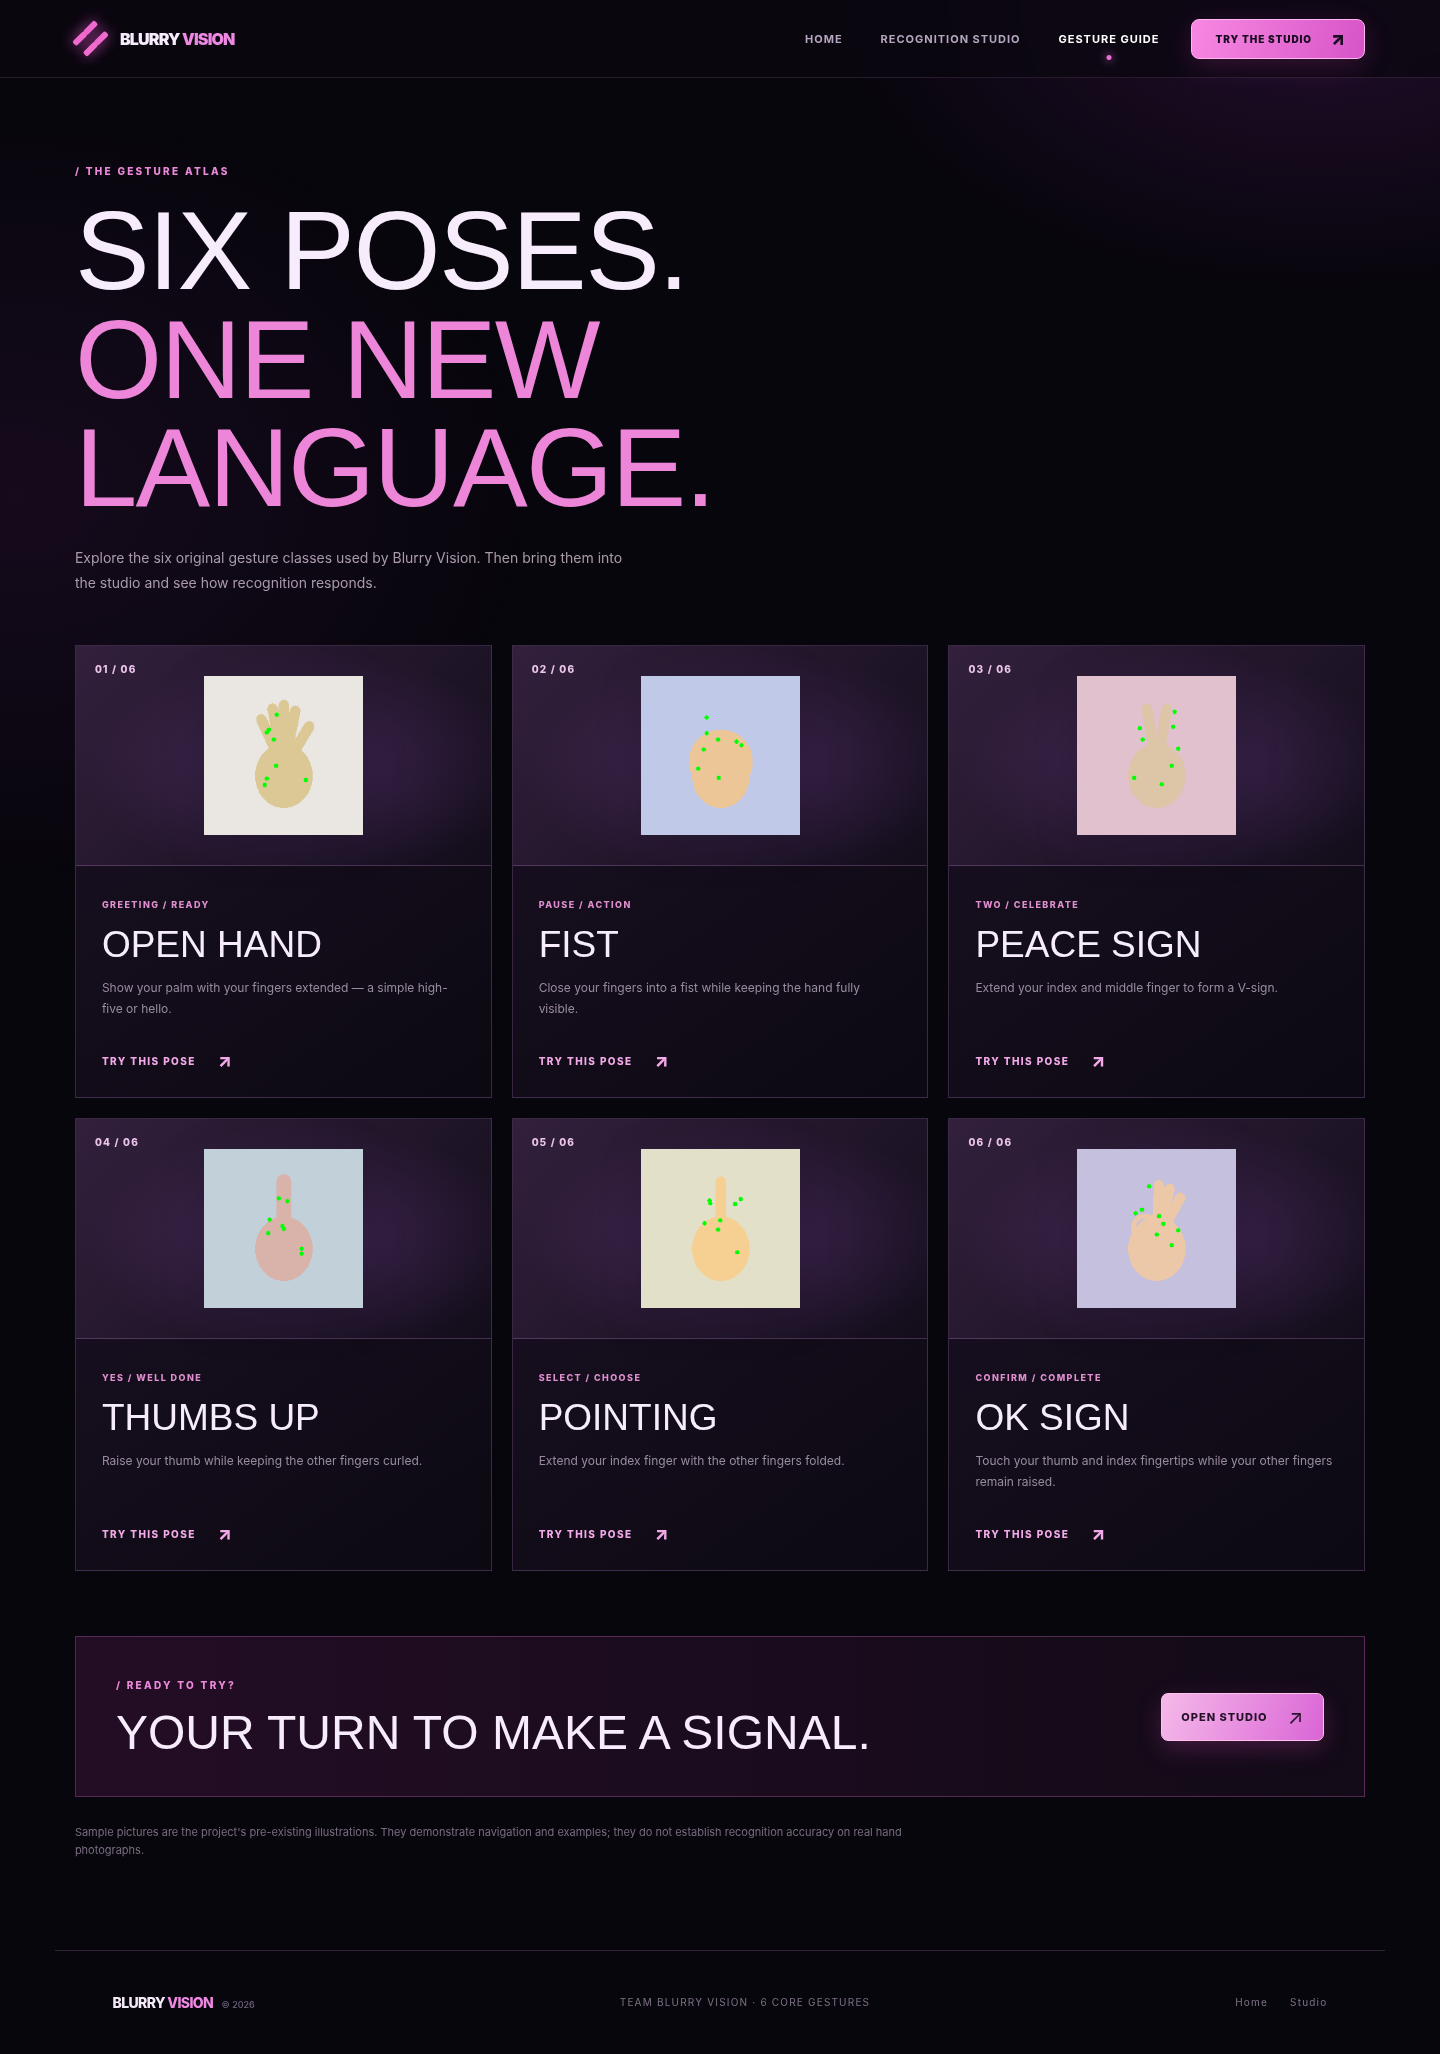 BLURRY VISION
HOME
RECOGNITION STUDIO
GESTURE GUIDE
TRY THE STUDIO
/ THE GESTURE ATLAS
SIX POSES.
ONE NEW
LANGUAGE.
Explore the six original gesture classes used by Blurry Vision. Then bring them into
the studio and see how recognition responds.
01 / 06
GREETING / READY
OPEN HAND
Show your palm with your fingers extended — a simple high-
five or hello.
TRY THIS POSE
02 / 06
PAUSE / ACTION
FIST
Close your fingers into a fist while keeping the hand fully
visible.
TRY THIS POSE
03 / 06
TWO / CELEBRATE
PEACE SIGN
Extend your index and middle finger to form a V-sign.
TRY THIS POSE
04 / 06
YES / WELL DONE
THUMBS UP
Raise your thumb while keeping the other fingers curled.
TRY THIS POSE
05 / 06
SELECT / CHOOSE
POINTING
Extend your index finger with the other fingers folded.
TRY THIS POSE
06 / 06
CONFIRM / COMPLETE
OK SIGN
Touch your thumb and index fingertips while your other fingers
remain raised.
TRY THIS POSE
/ READY TO TRY?
YOUR TURN TO MAKE A SIGNAL.
OPEN STUDIO
Sample pictures are the project's pre-existing illustrations. They demonstrate navigation and examples; they do not establish recognition accuracy on real hand
photographs.
BLURRY VISION © 2026
TEAM BLURRY VISION · 6 CORE GESTURES
Home
Studio